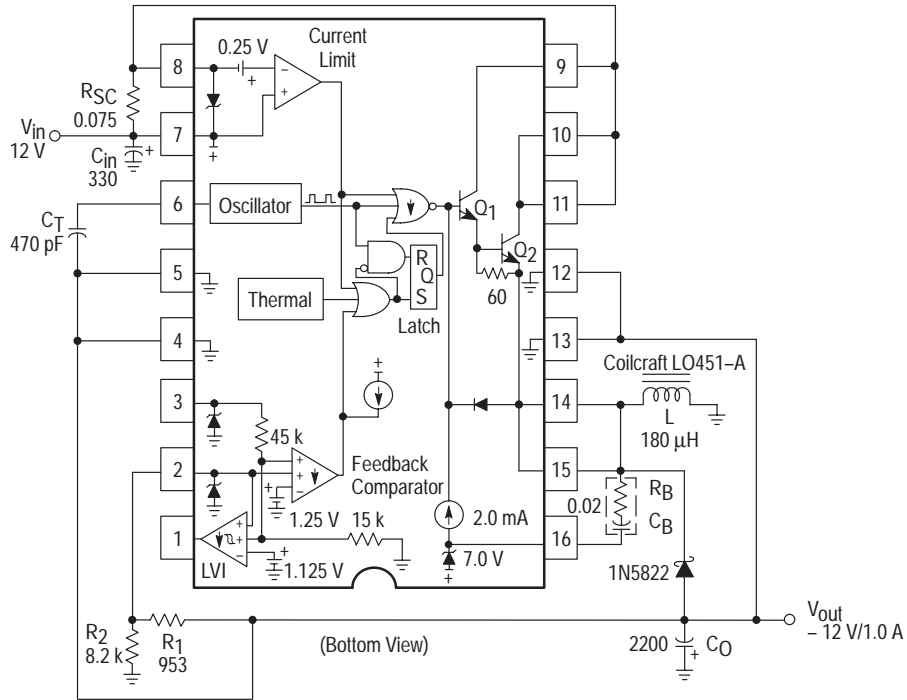 Current
Limit
0.25 V
8
RSC
0.075
Vin
12 V
7
Cin
330
+
9
10
11
6
Oscillator
CT
470 pF
5
Q1
Q2
60
12
R
Q
S
Latch
Thermal
4
13
Coilcraft LO451–A
3
14
L
180 µH
45 k
Feedback
Comparator
2
15
RB
0.02
CB
1.25 V
15 k
2.0 mA
16
1
LVI
1.125 V
7.0 V
1N5822
R2
8.2 k
R1
953
(Bottom View)
Vout
– 12 V/1.0 A
2200
CO
+